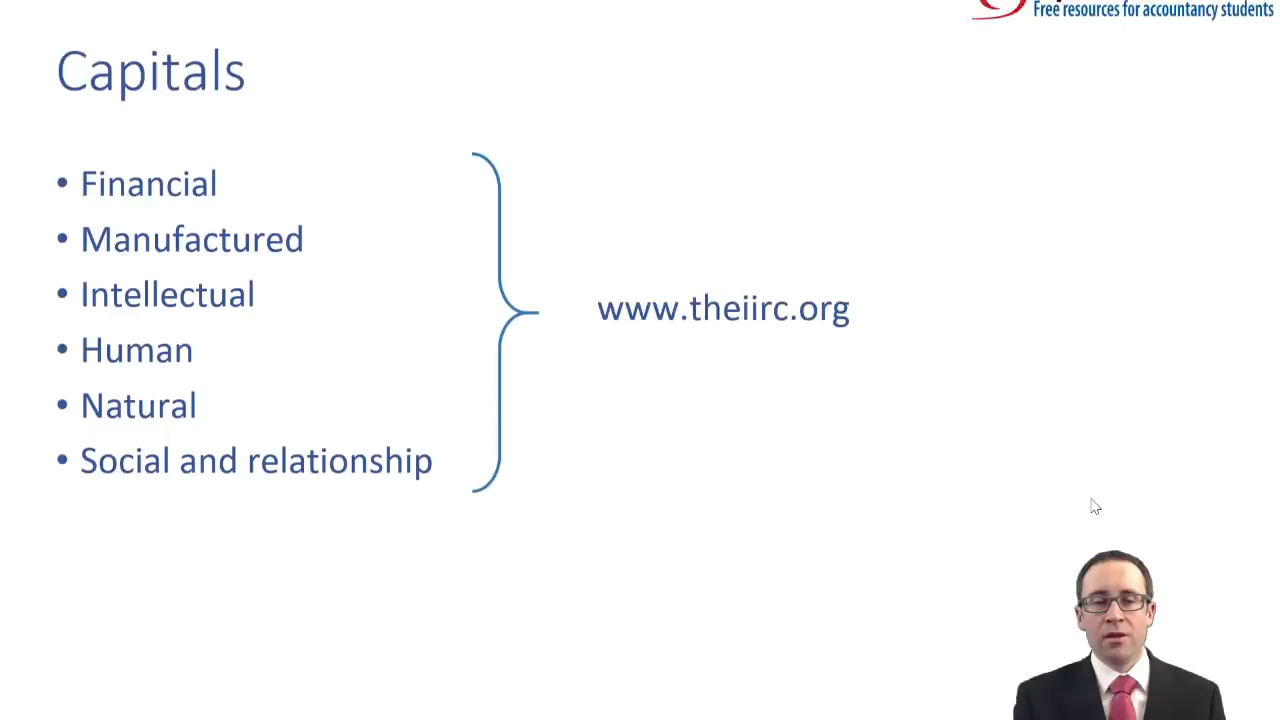 Free resources for accountancy students
Capitals
• Financial
• Manufactured
• Intellectual
• Human
• Natural
• Social and relationship
www.theiirc.org